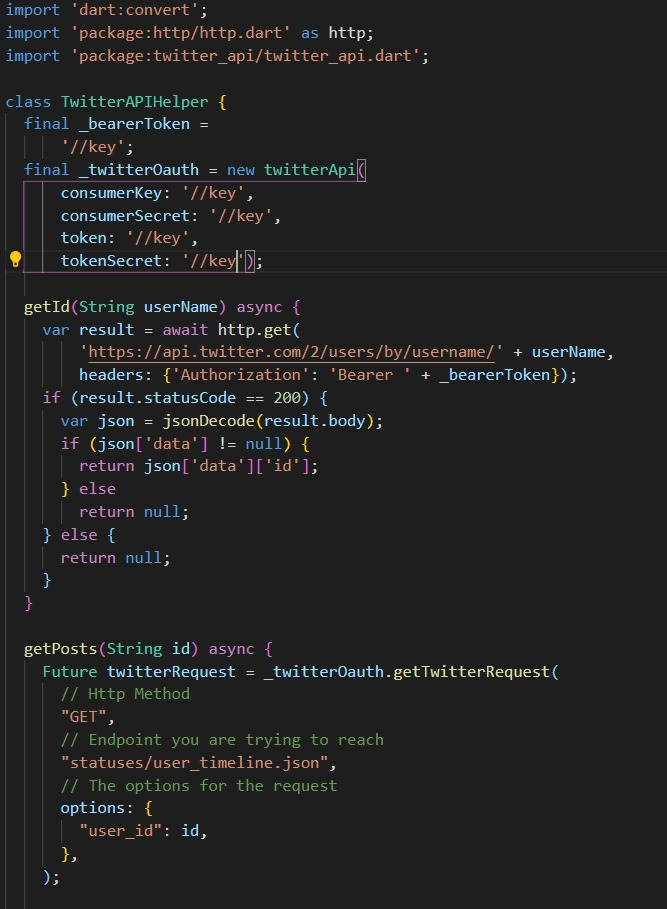 import 'dart:convert';
import 'package:http/http.dart' as http;
import 'package:twitter_api/twitter_api.dart';
class TwitterAPIHelper {
final _bearerToken =
'//key';
final _twitterOauth = new twitterApi(
consumerKey: '//key',
consumerSecret: '//key',
token: '//key',
tokenSecret: '//key');
getId(String userName) async {
var result = await http.get(
'https://api.twitter.com/2/users/by/username/' + userName,
headers: {'Authorization': 'Bearer ' + _bearerToken});
if (result.statusCode == 200) {
var json = jsonDecode(result.body);
if (json['data'] != null) {
return json['data']['id'];
} else
return null;
} else {
return null;
}
}
getPosts(String id) async {
Future twitterRequest = _twitterOauth.getTwitterRequest(
// Http Method
"GET",
// Endpoint you are trying to reach
"statuses/user_timeline.json",
// The options for the request
options: {
"user_id": id,
},
);